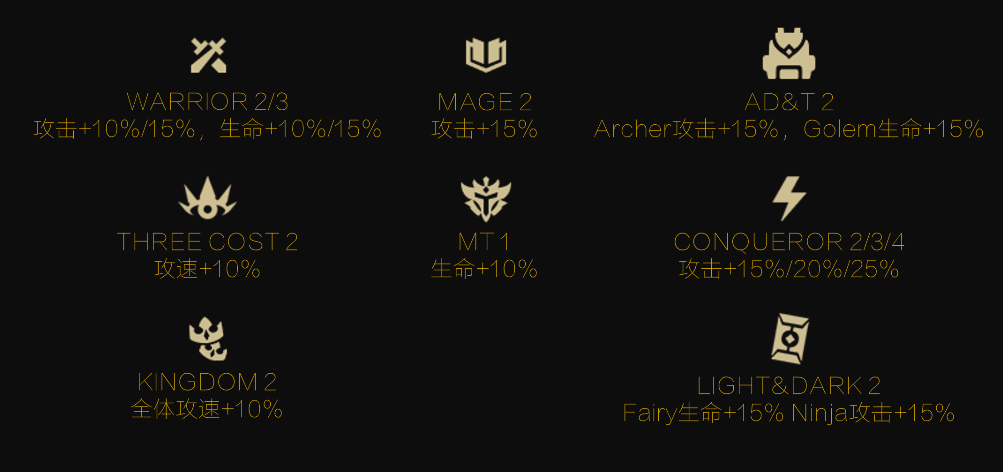 WARRIOR 2/3
攻击+10%/15%，生命+10%/15%
MAGE 2
攻击+15%
AD&T 2
Archer攻击+15%，Golem生命+15%
THREE COST 2
攻速+10%
MT 1
生命+10%
CONQUEROR 2/3/4
攻击+15%/20%/25%
KINGDOM 2
全体攻速+10%
LIGHT&DARK 2
Fairy生命+15% Ninja攻击+15%